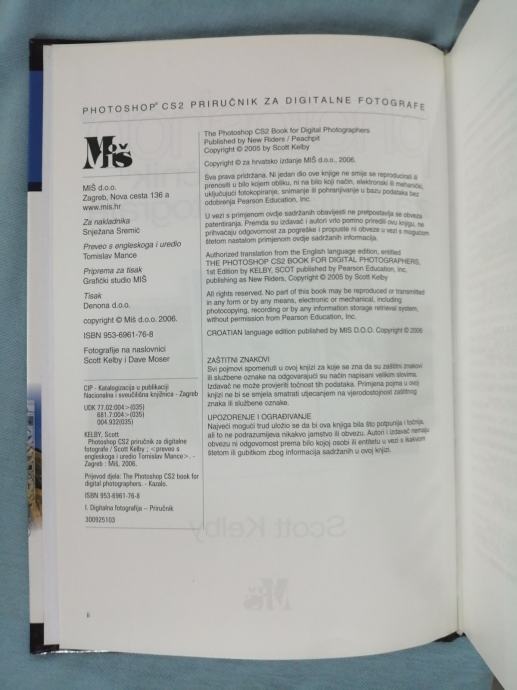 PHOTOSHOP® CS2 PRIRUČNIK ZA DIGITALNE FOTOGRAFE
Miš
MIŠ d.o.o.
Zagreb, Nova cesta 136 a
www.mis.hr
Za nakladnika
Snježana Sremić
Preveo s engleskoga i uredio
Tomislav Mance
Priprema za tisak
Grafički studio MIŠ
Tisak
Denona d.o.o.
copyright © Miš d.o.o. 2006.
ISBN 953-6961-76-8
Fotografije na naslovnici
Scott Kelby i Dave Moser
CIP - Katalogizacija u publikaciji
Nacionalna i sveučilišna knjižnica - Zagreb
UDK 77.02:004>(035)
681.7:004>(035)
004.932(035)
KELBY, Scott
Photoshop CS2 priručnik za digitalne
fotografe / Scott Kelby ; <preveo s
engleskoga i uredio Tomislav Mance>. -
Zagreb : Miš, 2006.
Prijevod djela: The Photoshop CS2 book for
digital photographers. - Kazalo.
ISBN 953-6961-76-8
I. Digitalna fotografija – Priručnik
300925103
The Photoshop CS2 Book for Digital Photographers
Published by New Riders / Peachpit
Copyright © 2005 by Scott Kelby
Copyright © za hrvatsko izdanje MIŠ d.o.o., 2006.
Sva prava pridržana. Ni jedan dio ove knjige ne smije se reproducirati ili
prenositi u bilo kojem obliku, ni na bilo koji način, elektronski ili mehanički,
uključujući fotokopiranje, snimanje ili pohranjivanje u bazu podataka bez
odobrenja Pearson Education, Inc.
U vezi s primjenom ovdje sadržanih obavijesti ne pretpostavlja se obveza
patentiranja. Premda su izdavač i autori vrlo pomno priredili ovu knjigu, ne
prihvaćaju odgovornost za pogreške i propuste ni obveze u vezi s mogućom
štetom nastalom primjenom ovdje sadržanih informacija.
Authorized translation from the English language edition, entitled
THE PHOTOSHOP CS2 BOOK FOR DIGITAL PHOTOGRAPHERS,
1st Edition by KELBY, SCOT published by Pearson Education, Inc,
publishing as New Riders, Copyright © 2005 by Scott Kelby
All rights reserved. No part of this book may be reproduced or transmitted
in any form or by any means, electronic or mechanical, including
photocopying, recording or by any information storage retrieval system,
without permission from Pearson Education, Inc.
CROATIAN language edition published by MIS D.O.O. Copyright © 2006
ZAŠTITNI ZNAKOVI
Svi pojmovi spomenuti u ovoj knjizi za koje se zna da su zaštitni znakovi
ili službene oznake na odgovarajući su način napisani velikim slovima.
Izdavač ne može provjeriti točnost tih podataka. Primjena pojma u ovoj
knjizi ne bi se smjela smatrati utjecanjem na vjerodostojnost zaštitnog
znaka ili službene oznake.
UPOZORENJE I OGRAĐIVANJE
Najveći mogući trud uložio se da bi ova knjiga bila što potpunija i točnija,
ali to ne podrazumijeva nikakvo jamstvo ili obvezu. Autori i izdavač nemaju
obvezu ni odgovornost prema bilo kojoj osobi ili entitetu u vezi s ikakvom
štetom ili gubitkom zbog informacija sadržanih u ovoj knjizi.
Scott Kelby
Miš
ii